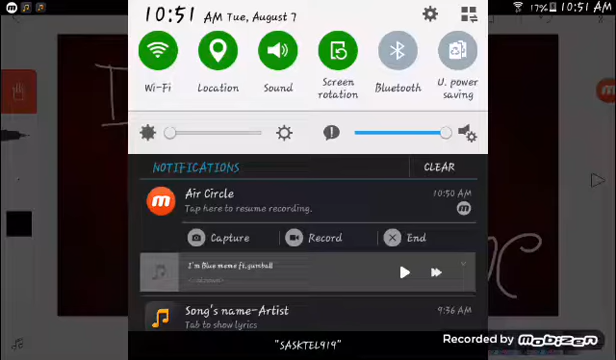 17% 10:51 AM
10:51 AM Tue, August 7
Wi-Fi
Location
Sound
Screen rotation
Bluetooth
U. power saving
NOTIFICATIONS
CLEAR
Air Circle
10:50 AM
Tap here to resume recording.
Capture
Record
End
I'm Blue meme ft.gunball
Song's name-Artist
9:36 AM
Tab to show lyrics
"SASKTEL919"
Recorded by mobizen